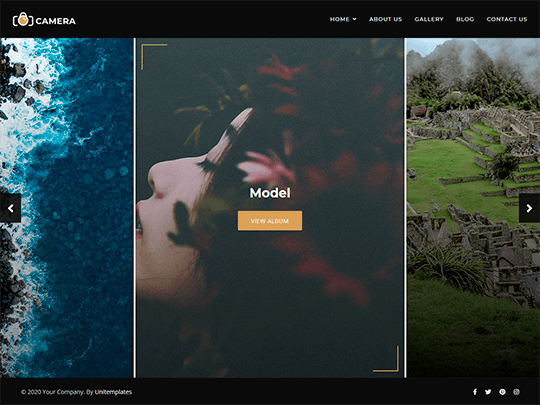 CAMERA
HOME ABOUT US GALLERY BLOG CONTACT US
Model
VIEW ALBUM
© 2020 Your Company. By Unitemplates